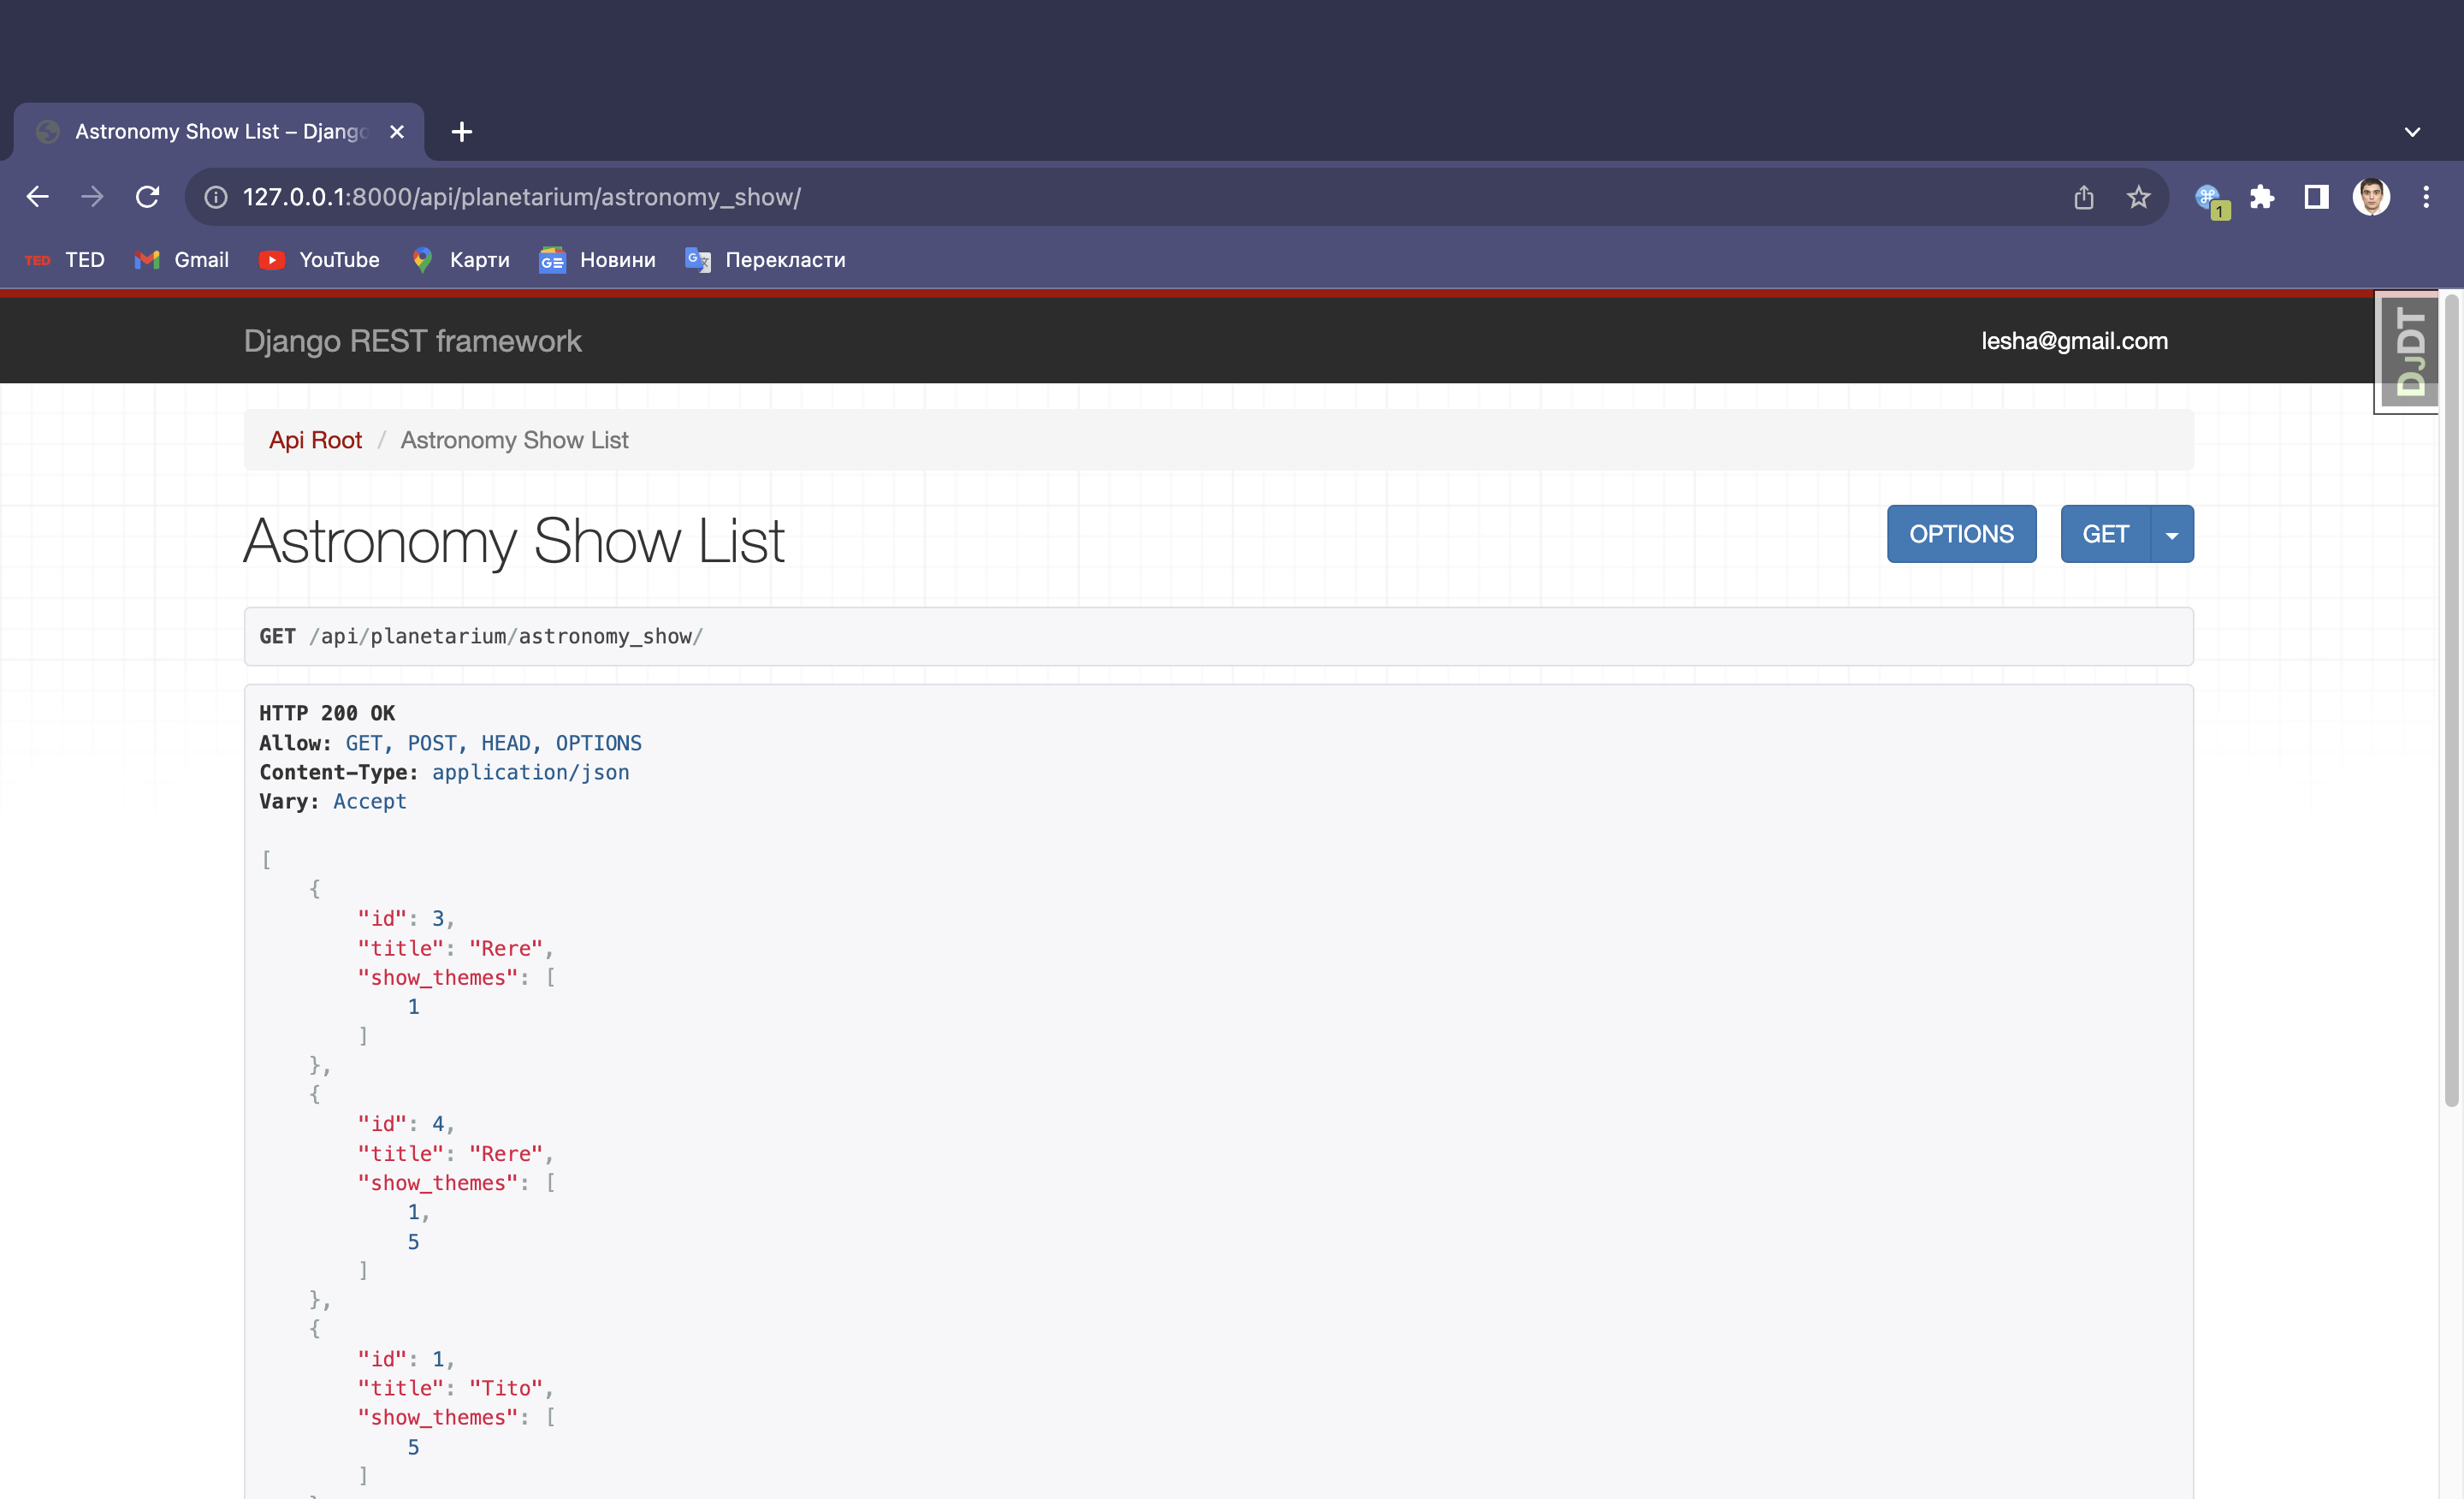 Astronomy Show List – Django
127.0.0.1:8000/api/planetarium/astronomy_show/
1
TED TED Gmail YouTube Карти Новини Перекласти
Django REST framework
lesha@gmail.com
DJDT
Api Root / Astronomy Show List
Astronomy Show List
OPTIONS
GET
GET /api/planetarium/astronomy_show/
HTTP 200 OK
Allow: GET, POST, HEAD, OPTIONS
Content-Type: application/json
Vary: Accept
[
{
"id": 3,
"title": "Rere",
"show_themes": [
1
]
},
{
"id": 4,
"title": "Rere",
"show_themes": [
1,
5
]
},
{
"id": 1,
"title": "Tito",
"show_themes": [
5
]